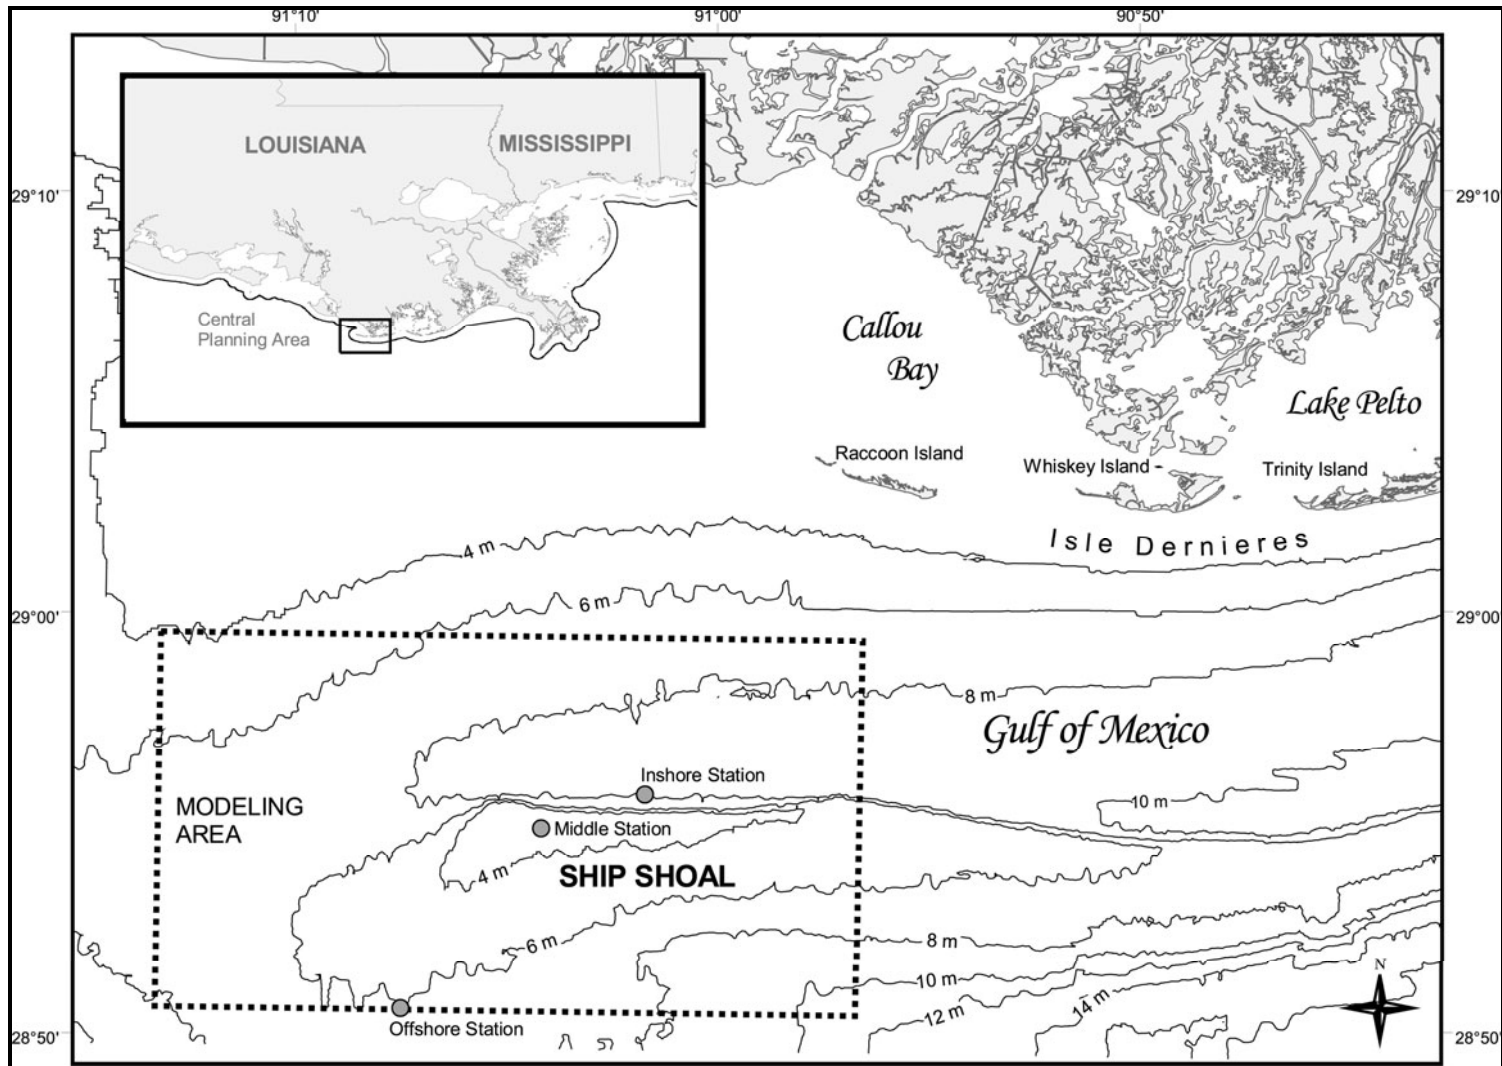 91°10'
91°00'
90°50'
LOUISIANA
MISSISSIPPI
29°10'
29°10'
Central
Planning Area
Callou
Bay
Lake Pelto
Raccoon Island
Whiskey Island
Trinity Island
Isle Dernieres
4 m
6 m
29°00'
29°00'
8 m
Gulf of Mexico
Inshore Station
10 m
MODELING
AREA
Middle Station
4 m
SHIP SHOAL
6 m
8 m
N
10 m
14 m
12 m
Offshore Station
28°50'
28°50'